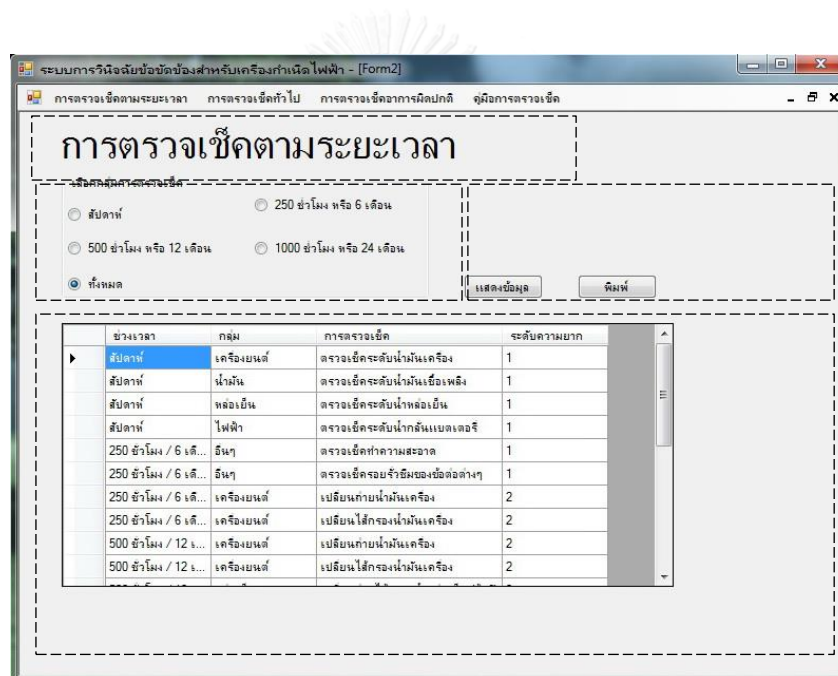 ระบบการวินิจฉัยข้อขัดข้องสำหรับเครื่องกำเนิดไฟฟ้า - [Form2]
การตรวจเช็คตามระยะเวลา การตรวจเช็คทั่วไป การตรวจเช็คอาการผิดปกติ คู่มือการตรวจเช็ค
การตรวจเช็คตามระยะเวลา
เลือกกลุ่มการตรวจเช็ค
สัปดาห์ 250 ชั่วโมง หรือ 6 เดือน
500 ชั่วโมง หรือ 12 เดือน 1000 ชั่วโมง หรือ 24 เดือน
ทั้งหมด แสดงข้อมูล พิมพ์
ช่วงเวลา กลุ่ม การตรวจเช็ค ระดับความยาก
สัปดาห์ เครื่องยนต์ ตรวจเช็คระดับน้ำมันเครื่อง 1
สัปดาห์ น้ำมัน ตรวจเช็คระดับน้ำมันเชื้อเพลิง 1
สัปดาห์ หล่อเย็น ตรวจเช็คระดับน้ำหล่อเย็น 1
สัปดาห์ ไฟฟ้า ตรวจเช็คระดับน้ำกลั่นแบตเตอรี่ 1
250 ชั่วโมง / 6 เดื... อื่นๆ ตรวจเช็คทำความสะอาด 1
250 ชั่วโมง / 6 เดื... อื่นๆ ตรวจเช็ครอยรั่วซึมของข้อต่อต่างๆ 1
250 ชั่วโมง / 6 เดื... เครื่องยนต์ เปลี่ยนถ่ายน้ำมันเครื่อง 2
250 ชั่วโมง / 6 เดื... เครื่องยนต์ เปลี่ยนไส้กรองน้ำมันเครื่อง 2
500 ชั่วโมง / 12 เ... เครื่องยนต์ เปลี่ยนถ่ายน้ำมันเครื่อง 2
500 ชั่วโมง / 12 เ... เครื่องยนต์ เปลี่ยนไส้กรองน้ำมันเครื่อง 2